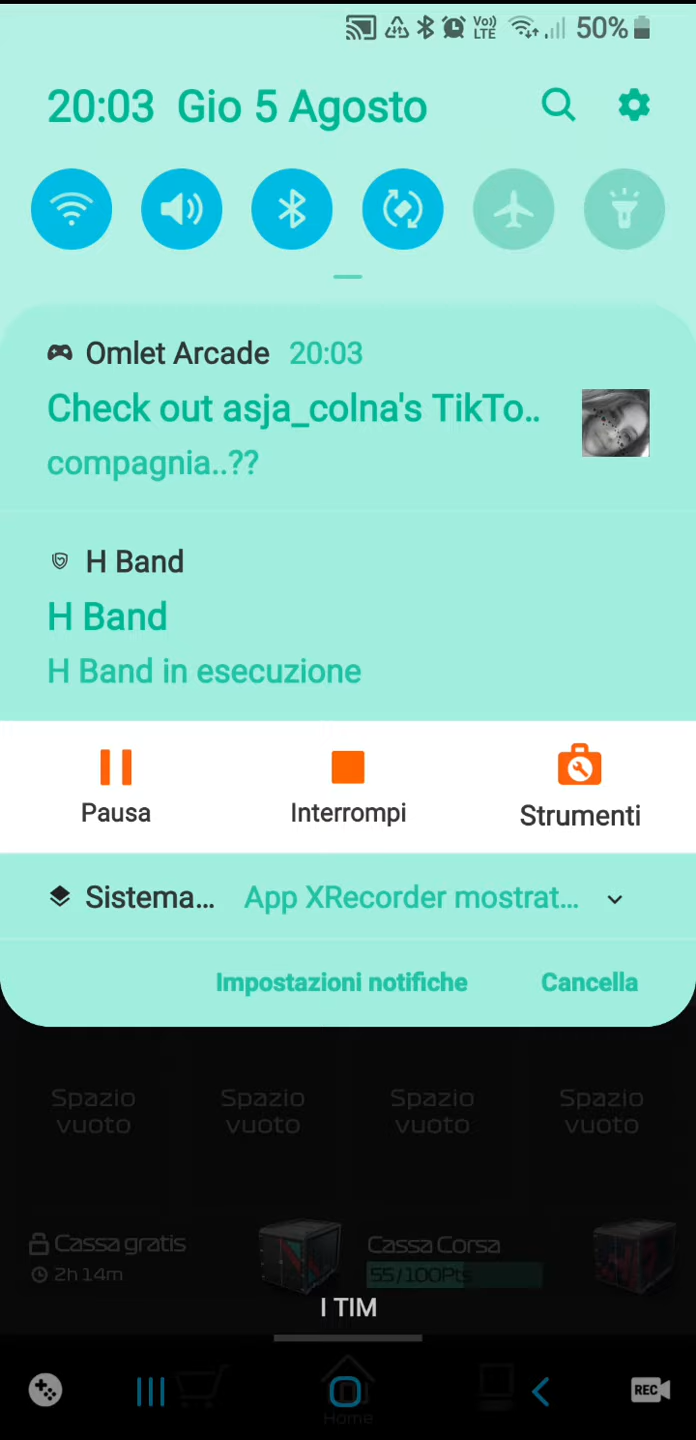 Vo))
LTE
50%
20:03 Gio 5 Agosto
Omlet Arcade 20:03
Check out asja_colna's TikTo..
compagnia..??
H Band
H Band
H Band in esecuzione
Pausa Interrompi Strumenti
Sistema... App XRecorder mostrat...
Impostazioni notifiche Cancella
Spazio Spazio Spazio Spazio
vuoto vuoto vuoto vuoto
Cassa gratis Cassa Corsa
2h 14m 55/100Pts
I TIM
REC
Home